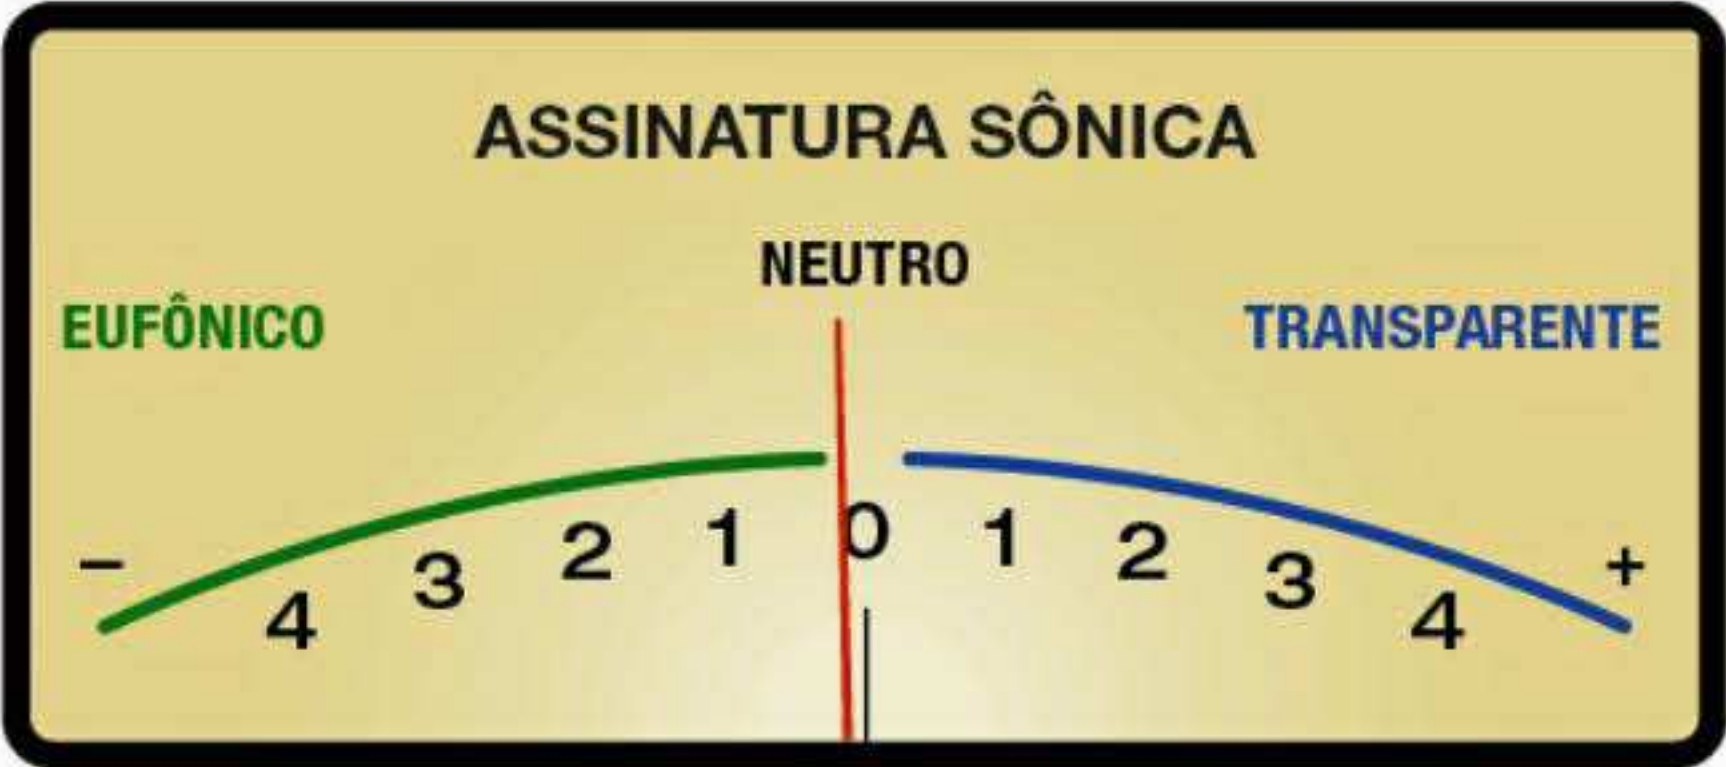 ASSINATURA SÔNICA
NEUTRO
EUFÔNICO
TRANSPARENTE
– 4 3 2 1 0 1 2 3 4 +